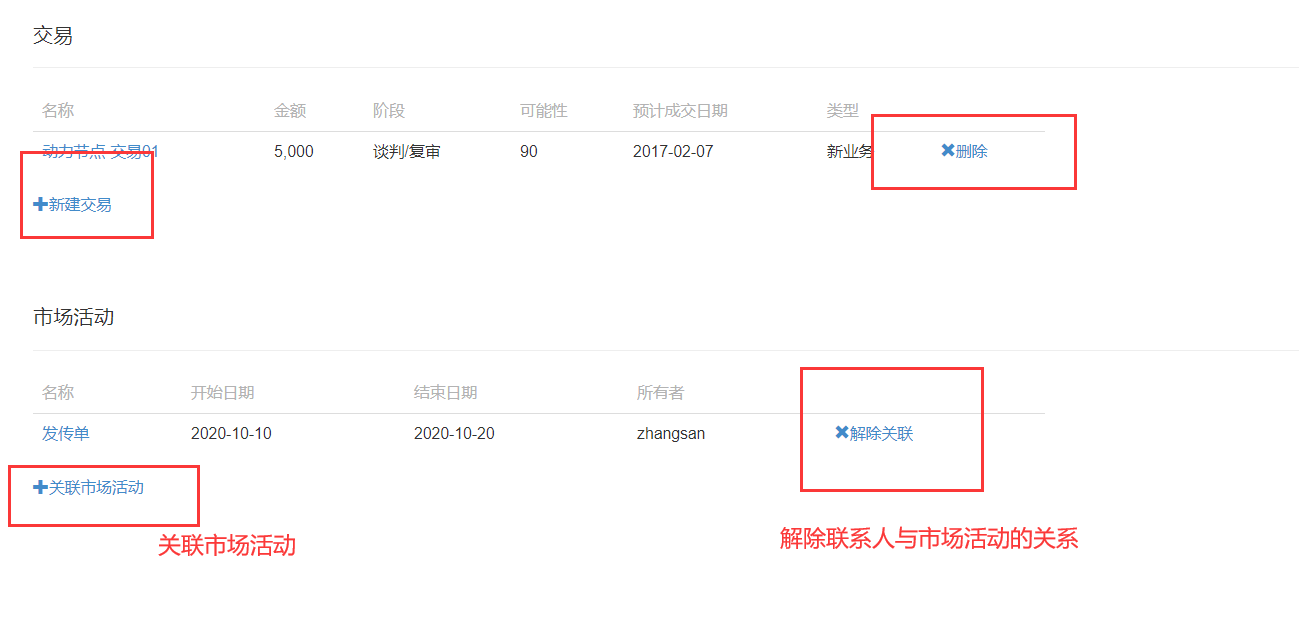 交易
名称 金额 阶段 可能性 预计成交日期 类型
动力节点-交易01 5,000 谈判/复审 90 2017-02-07 新业务 删除
新建交易
市场活动
名称 开始日期 结束日期 所有者
发传单 2020-10-10 2020-10-20 zhangsan 解除关联
关联市场活动
关联市场活动
解除联系人与市场活动的关系